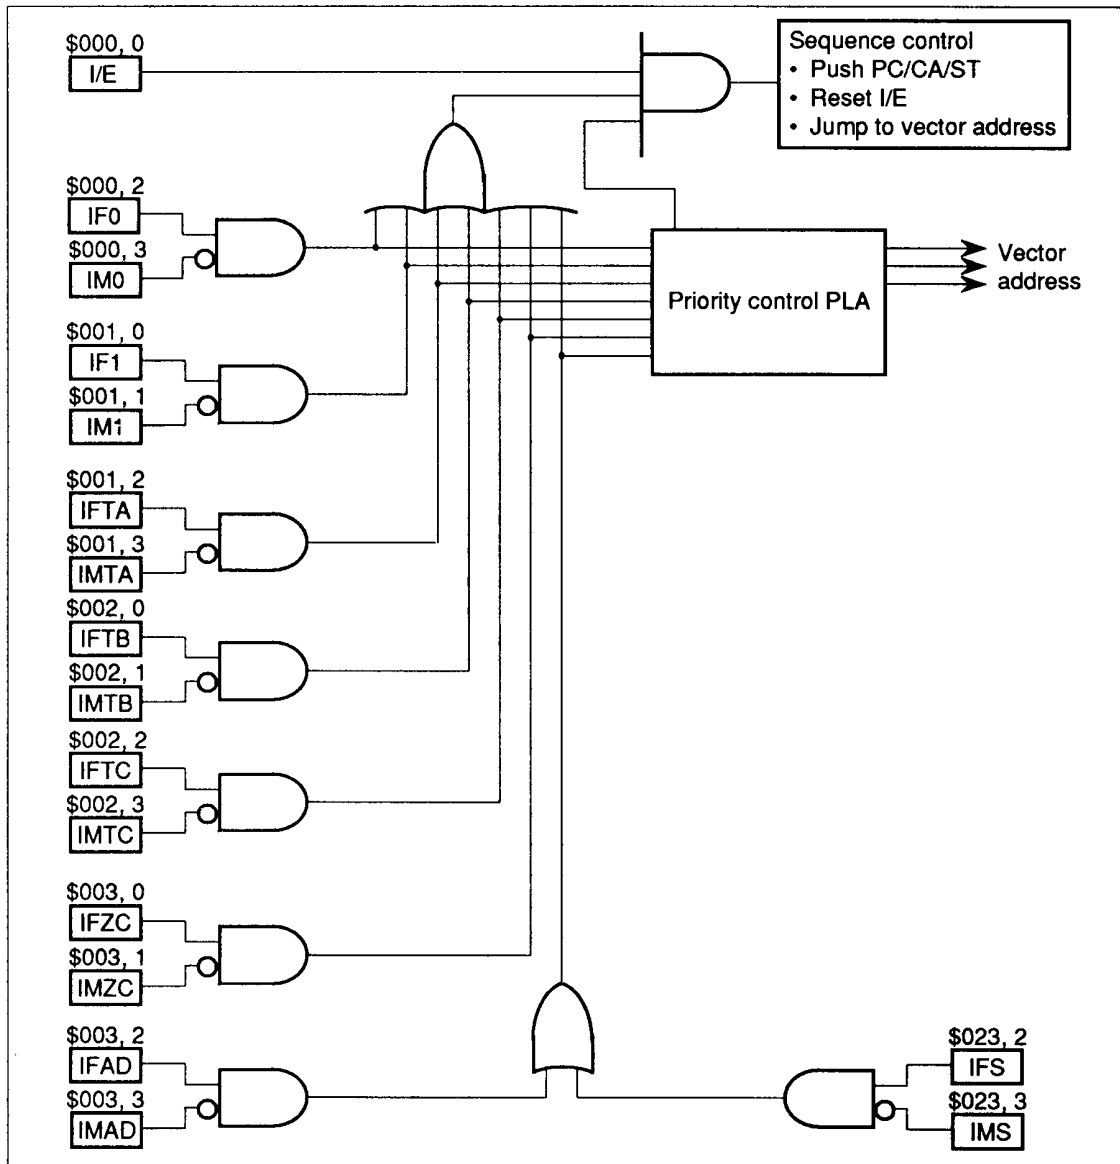 $000, 0
I/E
Sequence control
• Push PC/CA/ST
• Reset I/E
• Jump to vector address
$000, 2
IF0
$000, 3
IM0
Priority control PLA
Vector
address
$001, 0
IF1
$001, 1
IM1
$001, 2
IFTA
$001, 3
IMTA
$002, 0
IFTB
$002, 1
IMTB
$002, 2
IFTC
$002, 3
IMTC
$003, 0
IFZC
$003, 1
IMZC
$003, 2
IFAD
$003, 3
IMAD
$023, 2
IFS
$023, 3
IMS